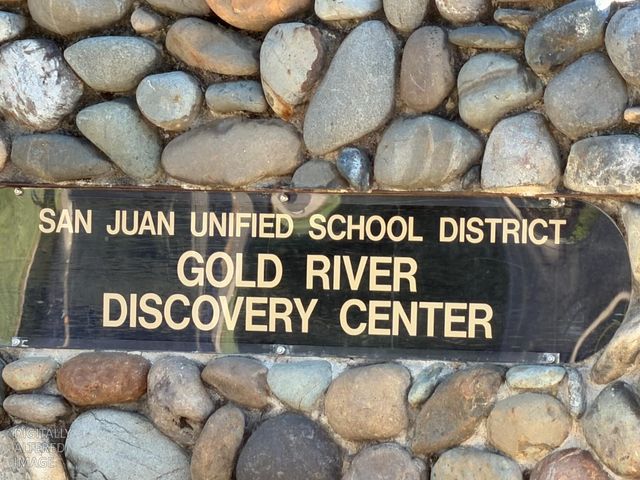 SAN JUAN UNIFIED SCHOOL DISTRICT
GOLD RIVER
DISCOVERY CENTER
DIGITALLY
ALTERED
IMAGE